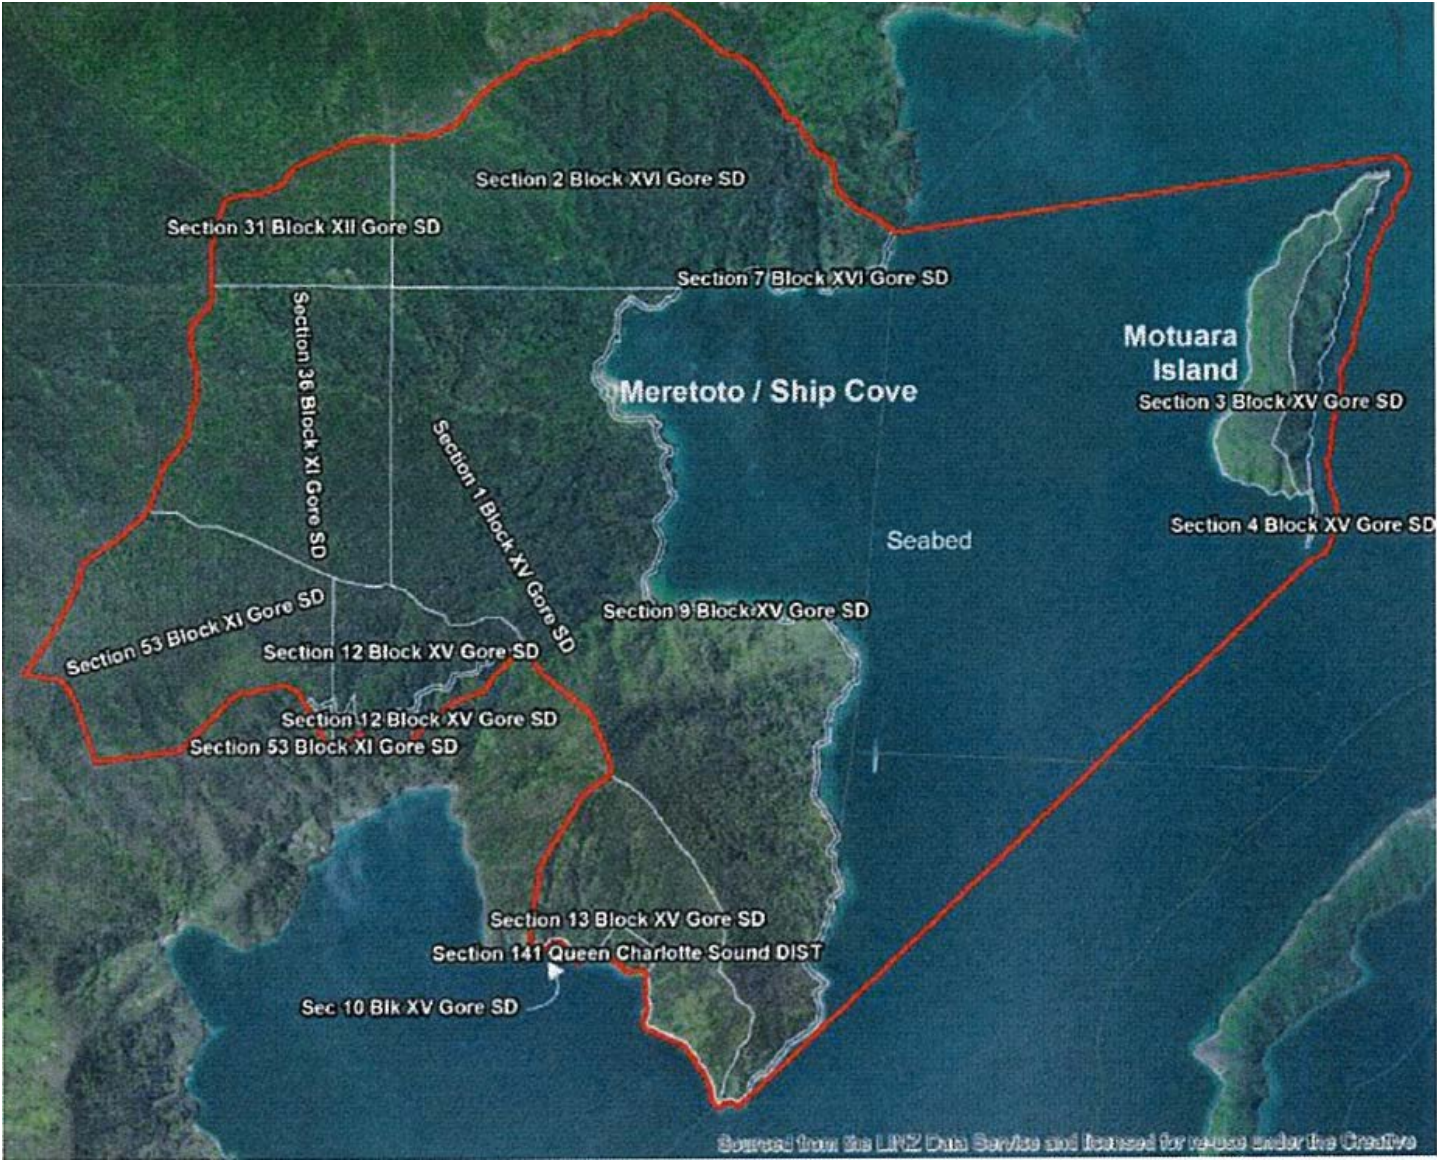 Section 2 Block XVI Gore SD
Section 31 Block XII Gore SD
Section 7 Block XVI Gore SD
Section 36 Block XI Gore SD
Motuara
Island
Meretoto / Ship Cove
Section 3 Block XV Gore SD
Section 1 Block XV Gore SD
Section 4 Block XV Gore SD
Seabed
Section 53 Block XI Gore SD
Section 9 Block XV Gore SD
Section 12 Block XV Gore SD
Section 12 Block XV Gore SD
Section 53 Block XI Gore SD
Section 13 Block XV Gore SD
Section 141 Queen Charlotte Sound DIST
Sec 10 Blk XV Gore SD
Sourced from the LINZ Data Service and licensed for re-use under the Creative